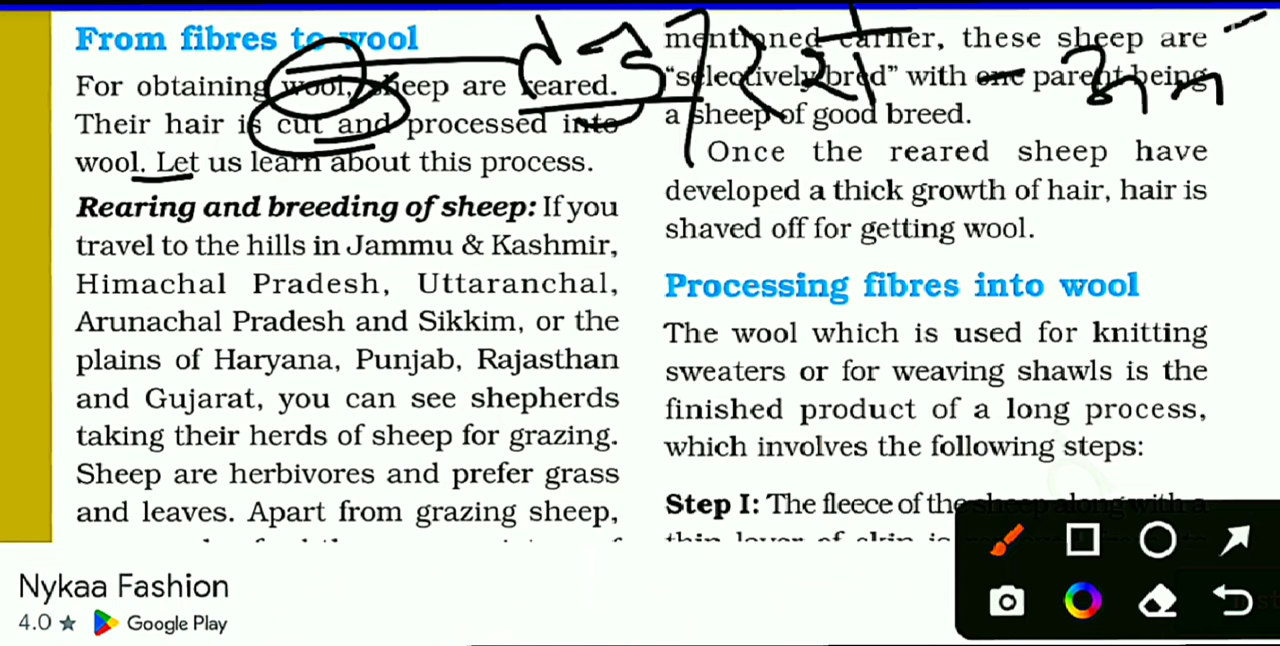 From fibres to wool
For obtaining wool, sheep are reared.
Their hair is cut and processed into
wool. Let us learn about this process.
Rearing and breeding of sheep: If you
travel to the hills in Jammu & Kashmir,
Himachal Pradesh, Uttaranchal,
Arunachal Pradesh and Sikkim, or the
plains of Haryana, Punjab, Rajasthan
and Gujarat, you can see shepherds
taking their herds of sheep for grazing.
Sheep are herbivores and prefer grass
and leaves. Apart from grazing sheep,
mentioned earlier, these sheep are
“selectively bred” with one parent being
a sheep of good breed.
Once the reared sheep have
developed a thick growth of hair, hair is
shaved off for getting wool.
Processing fibres into wool
The wool which is used for knitting
sweaters or for weaving shawls is the
finished product of a long process,
which involves the following steps:
Step I: The fleece of the sheep along with a
thin layer of skin is
Nykaa Fashion
4.0 ★ Google Play